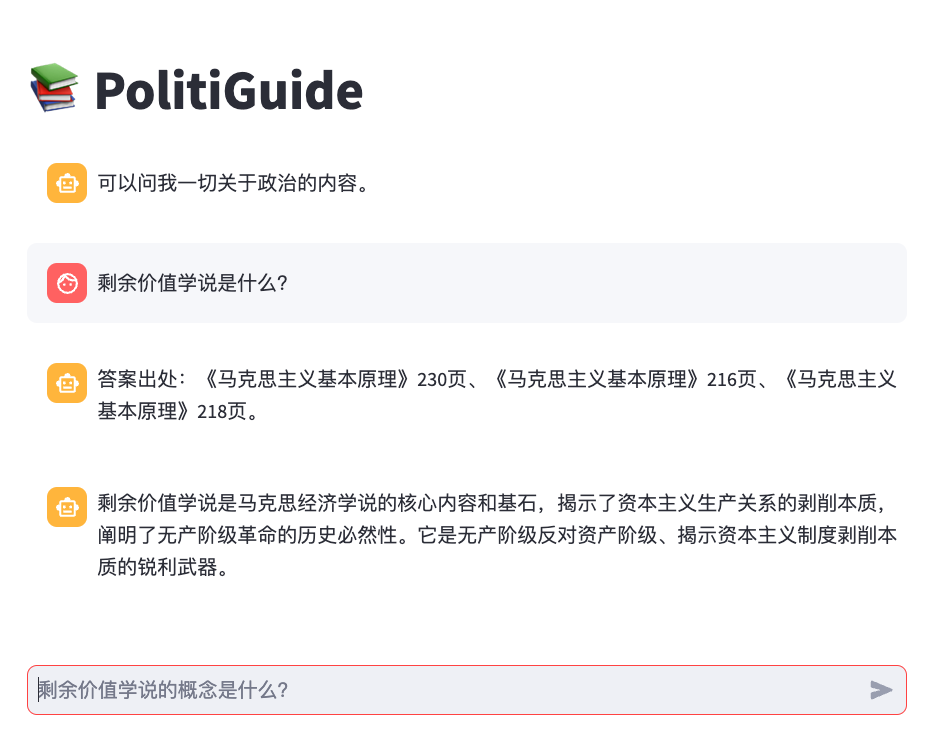 PolitiGuide
可以问我一切关于政治的内容。
剩余价值学说是什么?
答案出处：《马克思主义基本原理》230页、《马克思主义基本原理》216页、《马克思主义
基本原理》218页。
剩余价值学说是马克思经济学说的核心内容和基石，揭示了资本主义生产关系的剥削本质，
阐明了无产阶级革命的历史必然性。它是无产阶级反对资产阶级、揭示资本主义制度剥削本
质的锐利武器。
剩余价值学说的概念是什么?